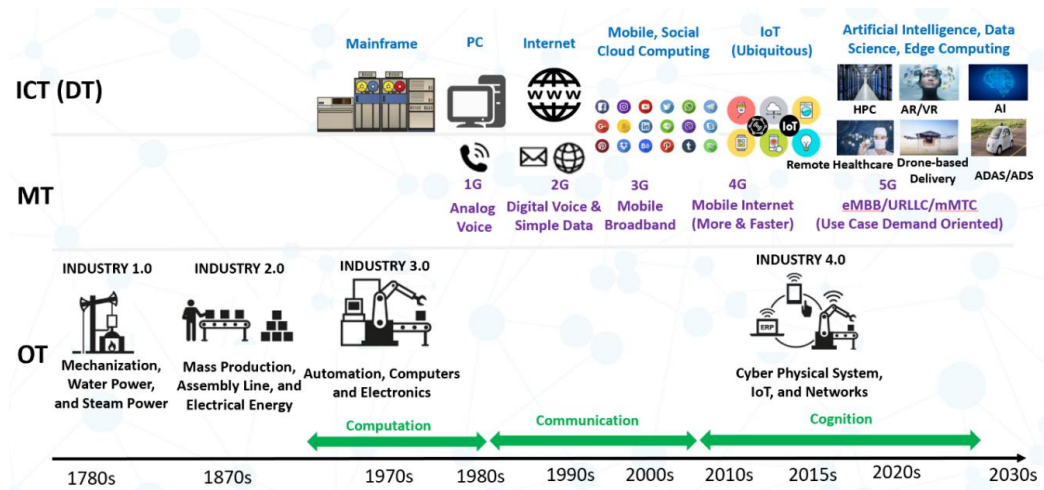 Mainframe
PC
Internet
Mobile, Social
Cloud Computing
IoT
(Ubiquitous)
Artificial Intelligence, Data
Science, Edge Computing
ICT (DT)
WWW
IoT
HPC
AR/VR
AI
Remote Healthcare
Drone-based
Delivery
ADAS/ADS
MT
1G
Analog
Voice
2G
Digital Voice &
Simple Data
3G
Mobile
Broadband
4G
Mobile Internet
(More & Faster)
5G
eMBB/URLLC/mMTC
(Use Case Demand Oriented)
OT
INDUSTRY 1.0
Mechanization,
Water Power,
and Steam Power
INDUSTRY 2.0
Mass Production,
Assembly Line, and
Electrical Energy
INDUSTRY 3.0
Automation, Computers
and Electronics
INDUSTRY 4.0
ERP
Cyber Physical System,
IoT, and Networks
Computation
Communication
Cognition
1780s
1870s
1970s
1980s
1990s
2000s
2010s
2015s
2020s
2030s